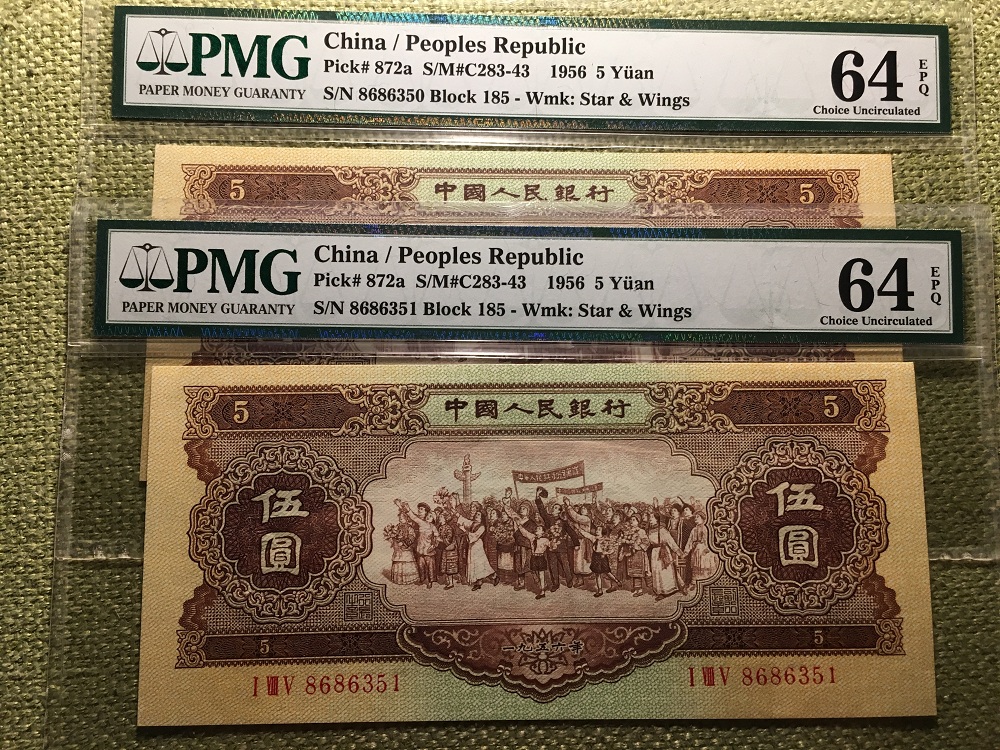 PMG
PAPER MONEY GUARANTY
China / Peoples Republic
Pick# 872a S/M#C283-43 1956 5 Yüan
S/N 8686350 Block 185 - Wmk: Star & Wings
64 EPQ
Choice Uncirculated
5 中國人民銀行 5
PMG
PAPER MONEY GUARANTY
China / Peoples Republic
Pick# 872a S/M#C283-43 1956 5 Yüan
S/N 8686351 Block 185 - Wmk: Star & Wings
64 EPQ
Choice Uncirculated
5 中國人民銀行 5
伍圓 伍圓
5 一九五六年 5
I VIII V 8686351 I VIII V 8686351